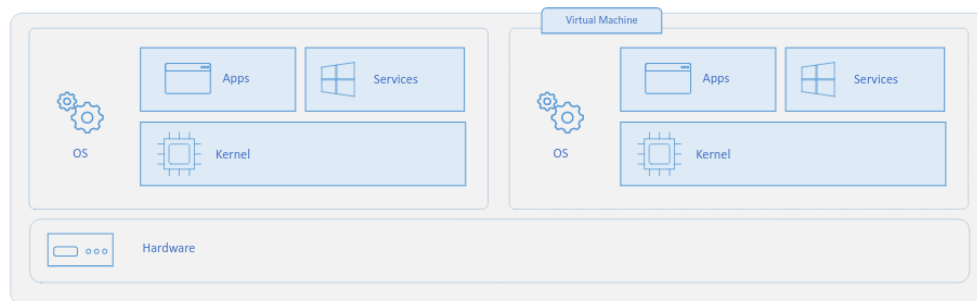 Virtual Machine
Apps
Services
OS
Kernel
Apps
Services
OS
Kernel
Hardware